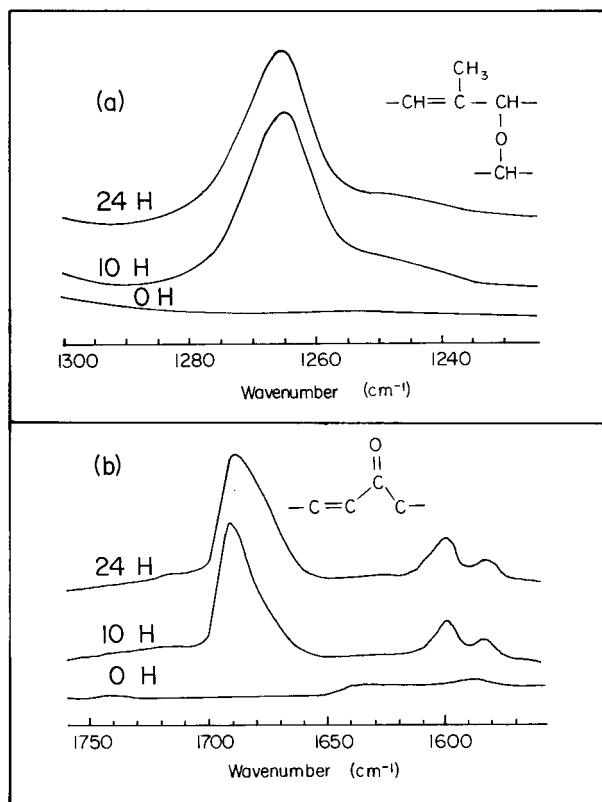 (a)
CH3
—CH=C—CH—
O
—CH—
24 H
10 H
0 H
1300 1280 1260 1240
Wavenumber (cm⁻¹)
(b)
O
C
—C=C C—
24 H
10 H
0 H
1750 1700 1650 1600
Wavenumber (cm⁻¹)